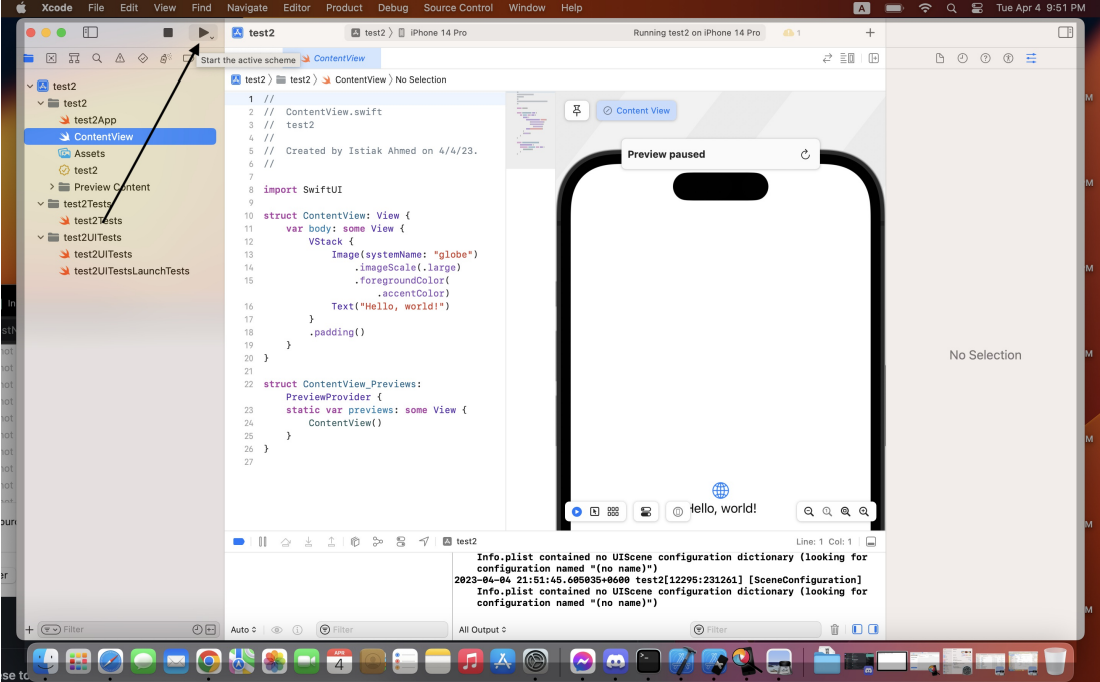 Xcode File Edit View Find Navigate Editor Product Debug Source Control Window Help A Tue Apr 4 9:51 PM
test2 test2 iPhone 14 Pro Running test2 on iPhone 14 Pro 1
Start the active scheme
ContentView
test2 test2 ContentView No Selection
test2
test2
test2App
ContentView
Assets
test2
Preview Content
test2Tests
test2Tests
test2UITests
test2UITests
test2UITestsLaunchTests
1 //
2 // ContentView.swift
3 // test2
4 //
5 // Created by Istiak Ahmed on 4/4/23.
6 //
7
8 import SwiftUI
9
10 struct ContentView: View {
11 var body: some View {
12 VStack {
13 Image(systemName: "globe")
14 .imageScale(.large)
15 .foregroundColor(
.accentColor)
16 Text("Hello, world!")
17 }
18 .padding()
19 }
20 }
21
22 struct ContentView_Previews:
PreviewProvider {
23 static var previews: some View {
24 ContentView()
25 }
26 }
27
Content View
Preview paused
Hello, world!
No Selection
test2 Line: 1 Col: 1
Info.plist contained no UIScene configuration dictionary (looking for
configuration named "(no name)")
2023-04-04 21:51:45.605035+0600 test2[12295:231261] [SceneConfiguration]
Info.plist contained no UIScene configuration dictionary (looking for
configuration named "(no name)")
Filter Auto Filter All Output Filter
APR
4